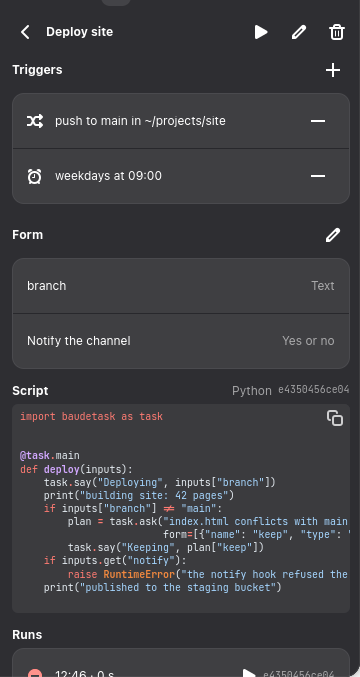 Deploy site
Triggers
push to main in ~/projects/site
weekdays at 09:00
Form
branch Text
Notify the channel Yes or no
Script Python e4350456ce04
import baudetask as task
@task.main
def deploy(inputs):
task.say("Deploying", inputs["branch"])
print("building site: 42 pages")
if inputs["branch"] ≠ "main":
plan = task.ask("index.html conflicts with main
form=[{"name": "keep", "type": "
task.say("Keeping", plan["keep"])
if inputs.get("notify"):
raise RuntimeError("the notify hook refused the
print("published to the staging bucket")
Runs
12:46 · 0 s e4350456ce04